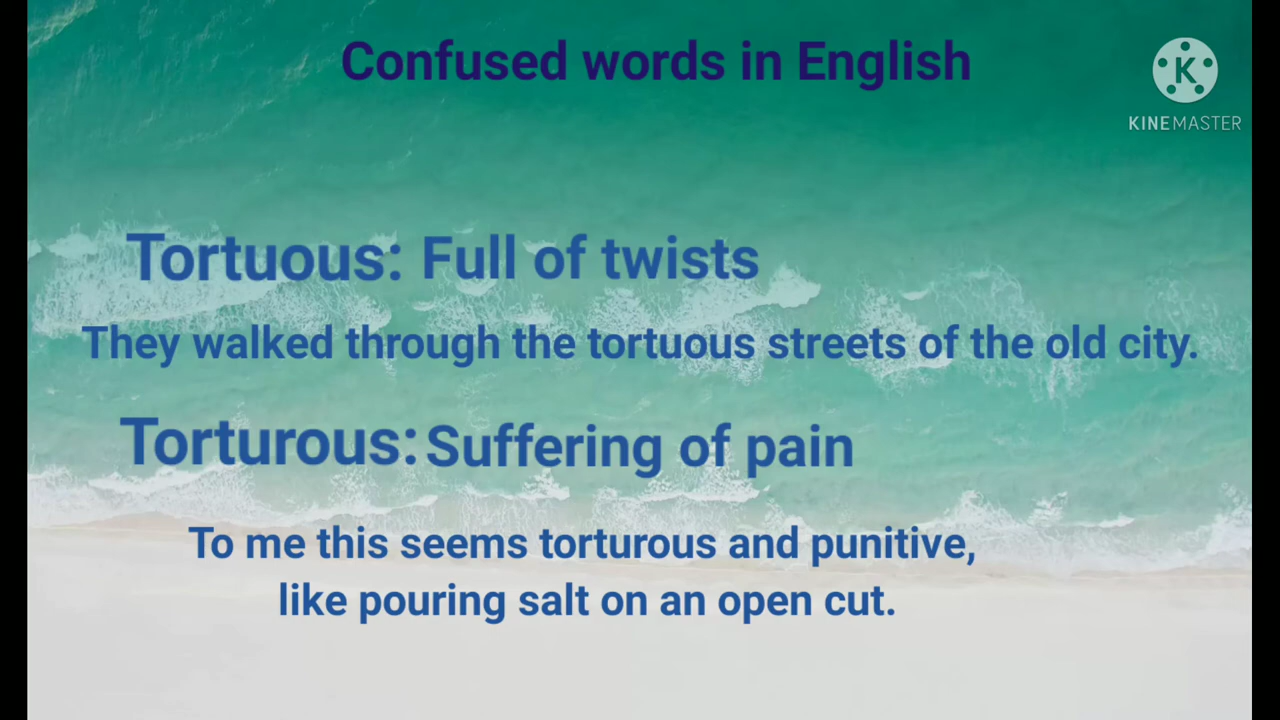 Confused words in English
K
KINEMASTER
Tortuous: Full of twists
They walked through the tortuous streets of the old city.
Torturous: Suffering of pain
To me this seems torturous and punitive,
like pouring salt on an open cut.